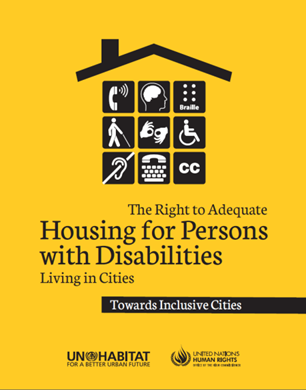 Braille
CC
The Right to Adequate
Housing for Persons
with Disabilities
Living in Cities
Towards Inclusive Cities
UN HABITAT
FOR A BETTER URBAN FUTURE
UNITED NATIONS
HUMAN RIGHTS